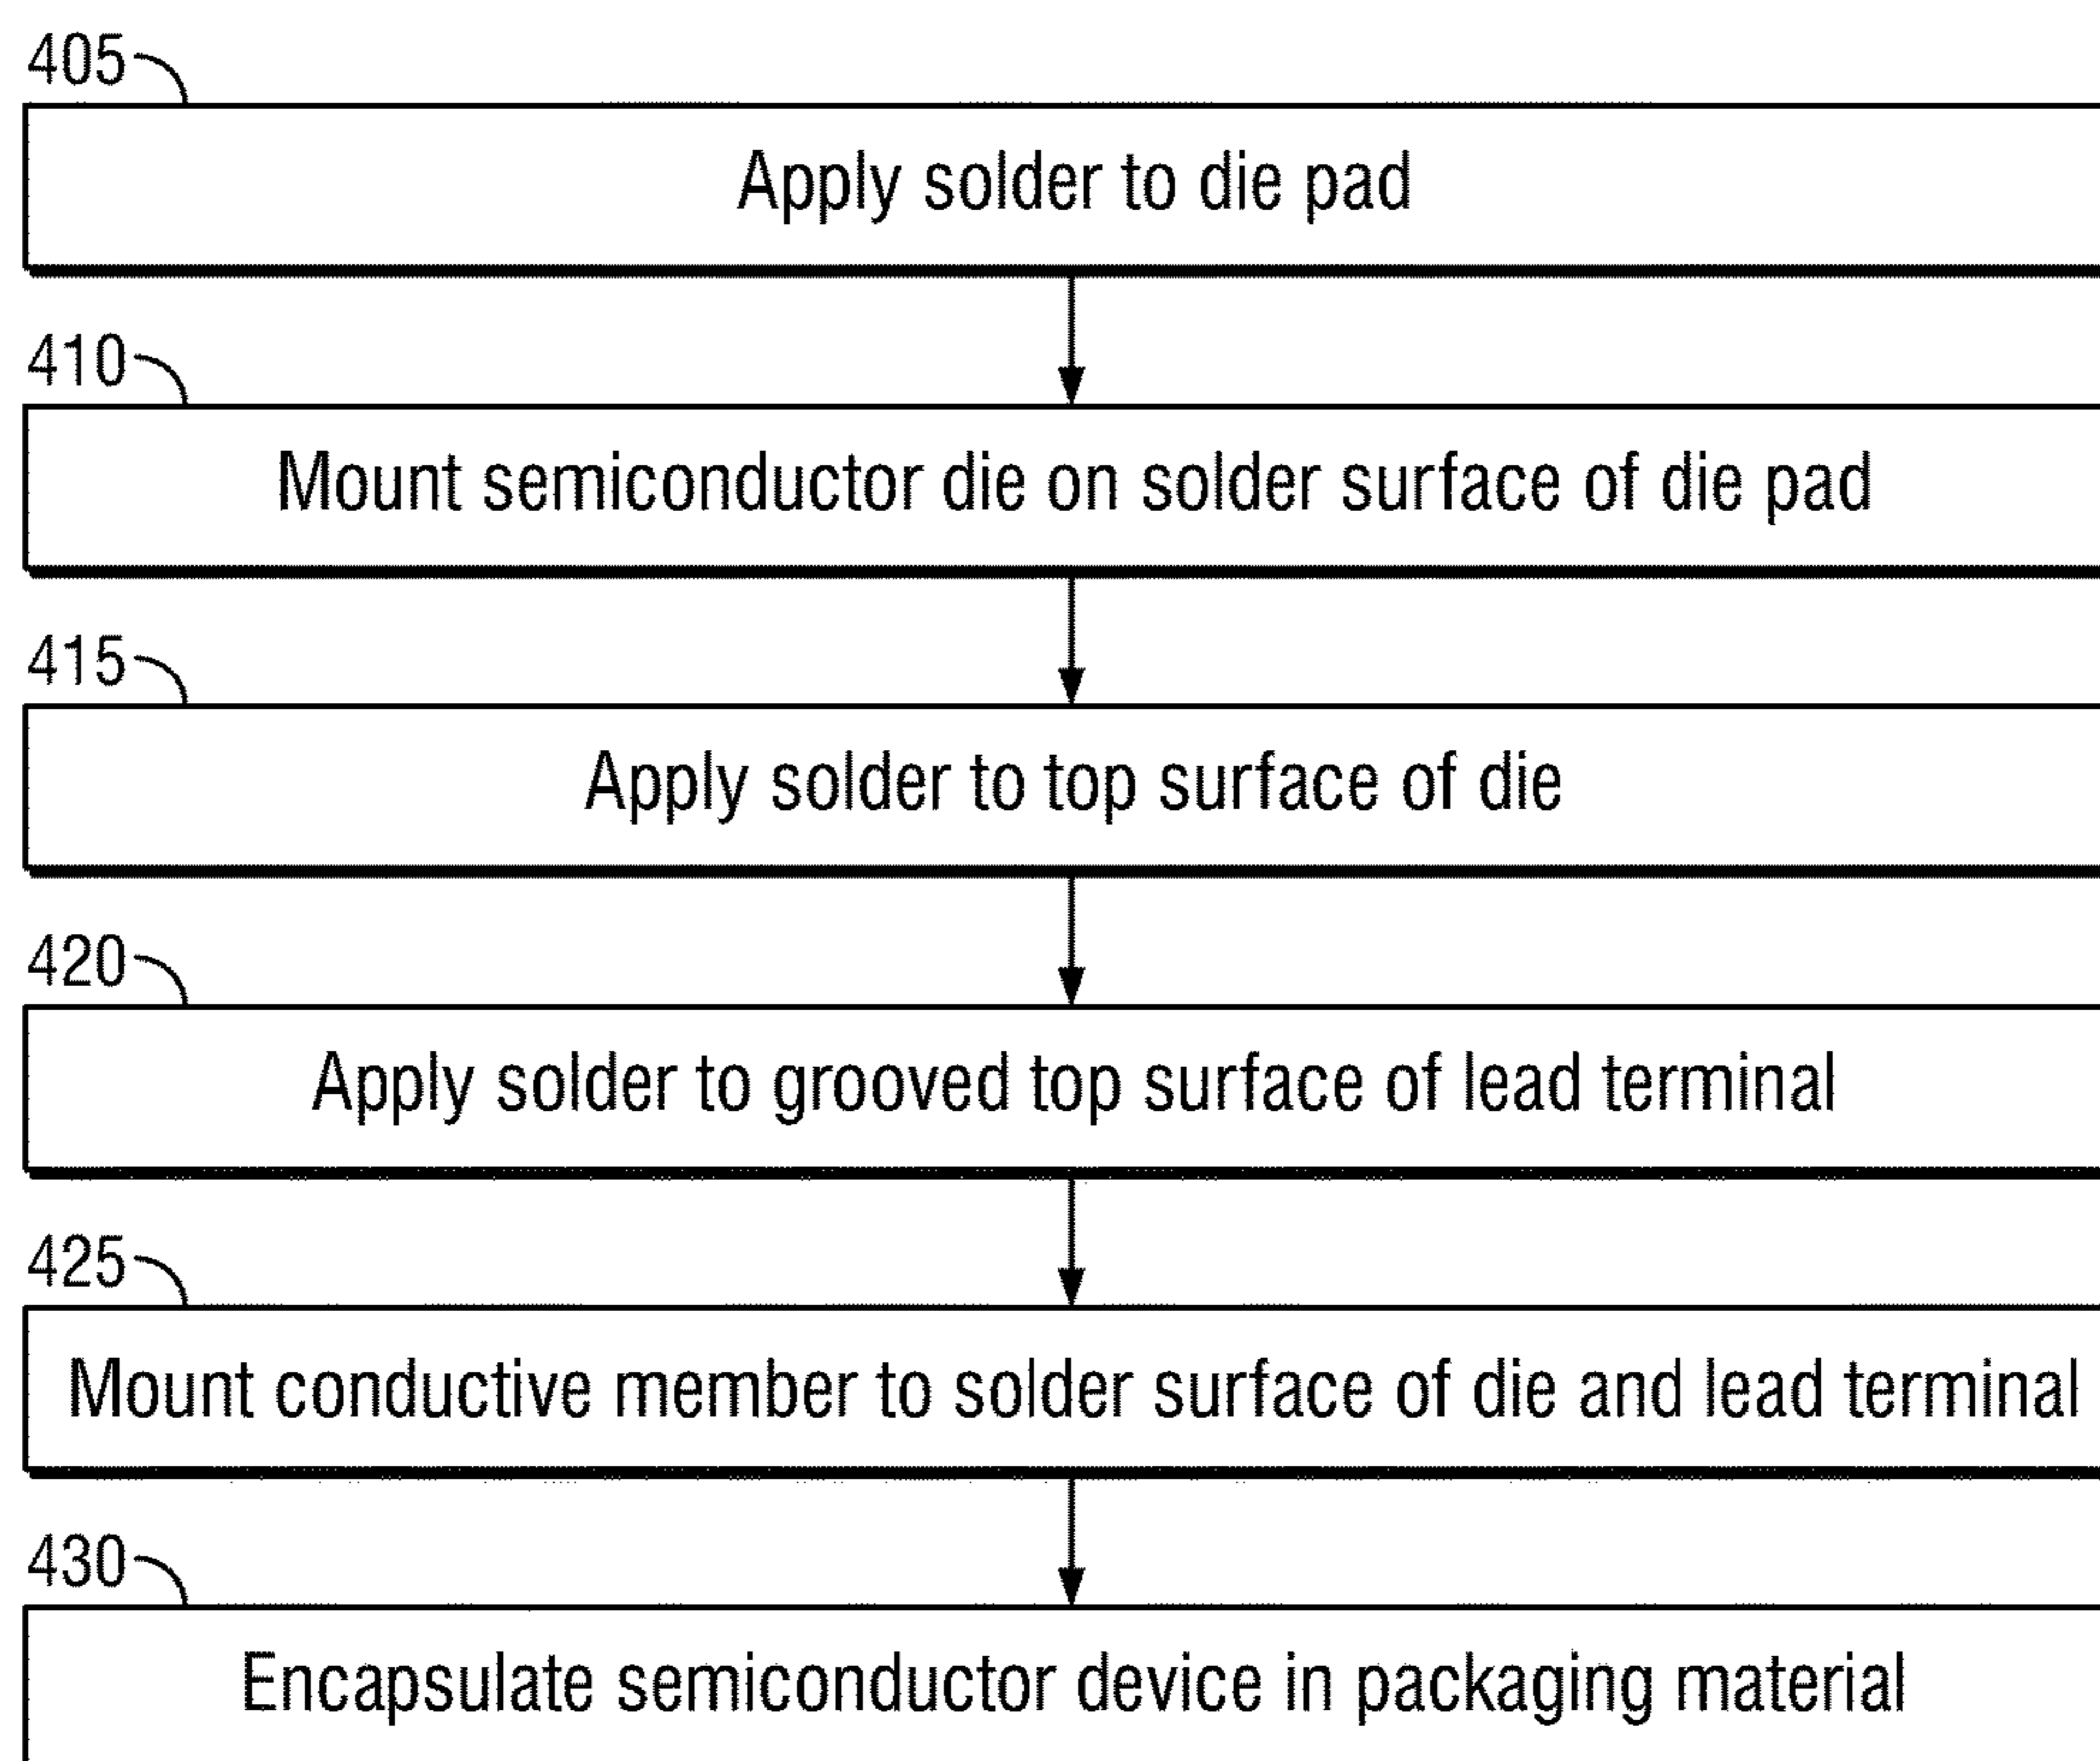 405
Apply solder to die pad
410
Mount semiconductor die on solder surface of die pad
415
Apply solder to top surface of die
420
Apply solder to grooved top surface of lead terminal
425
Mount conductive member to solder surface of die and lead terminal
430
Encapsulate semiconductor device in packaging material